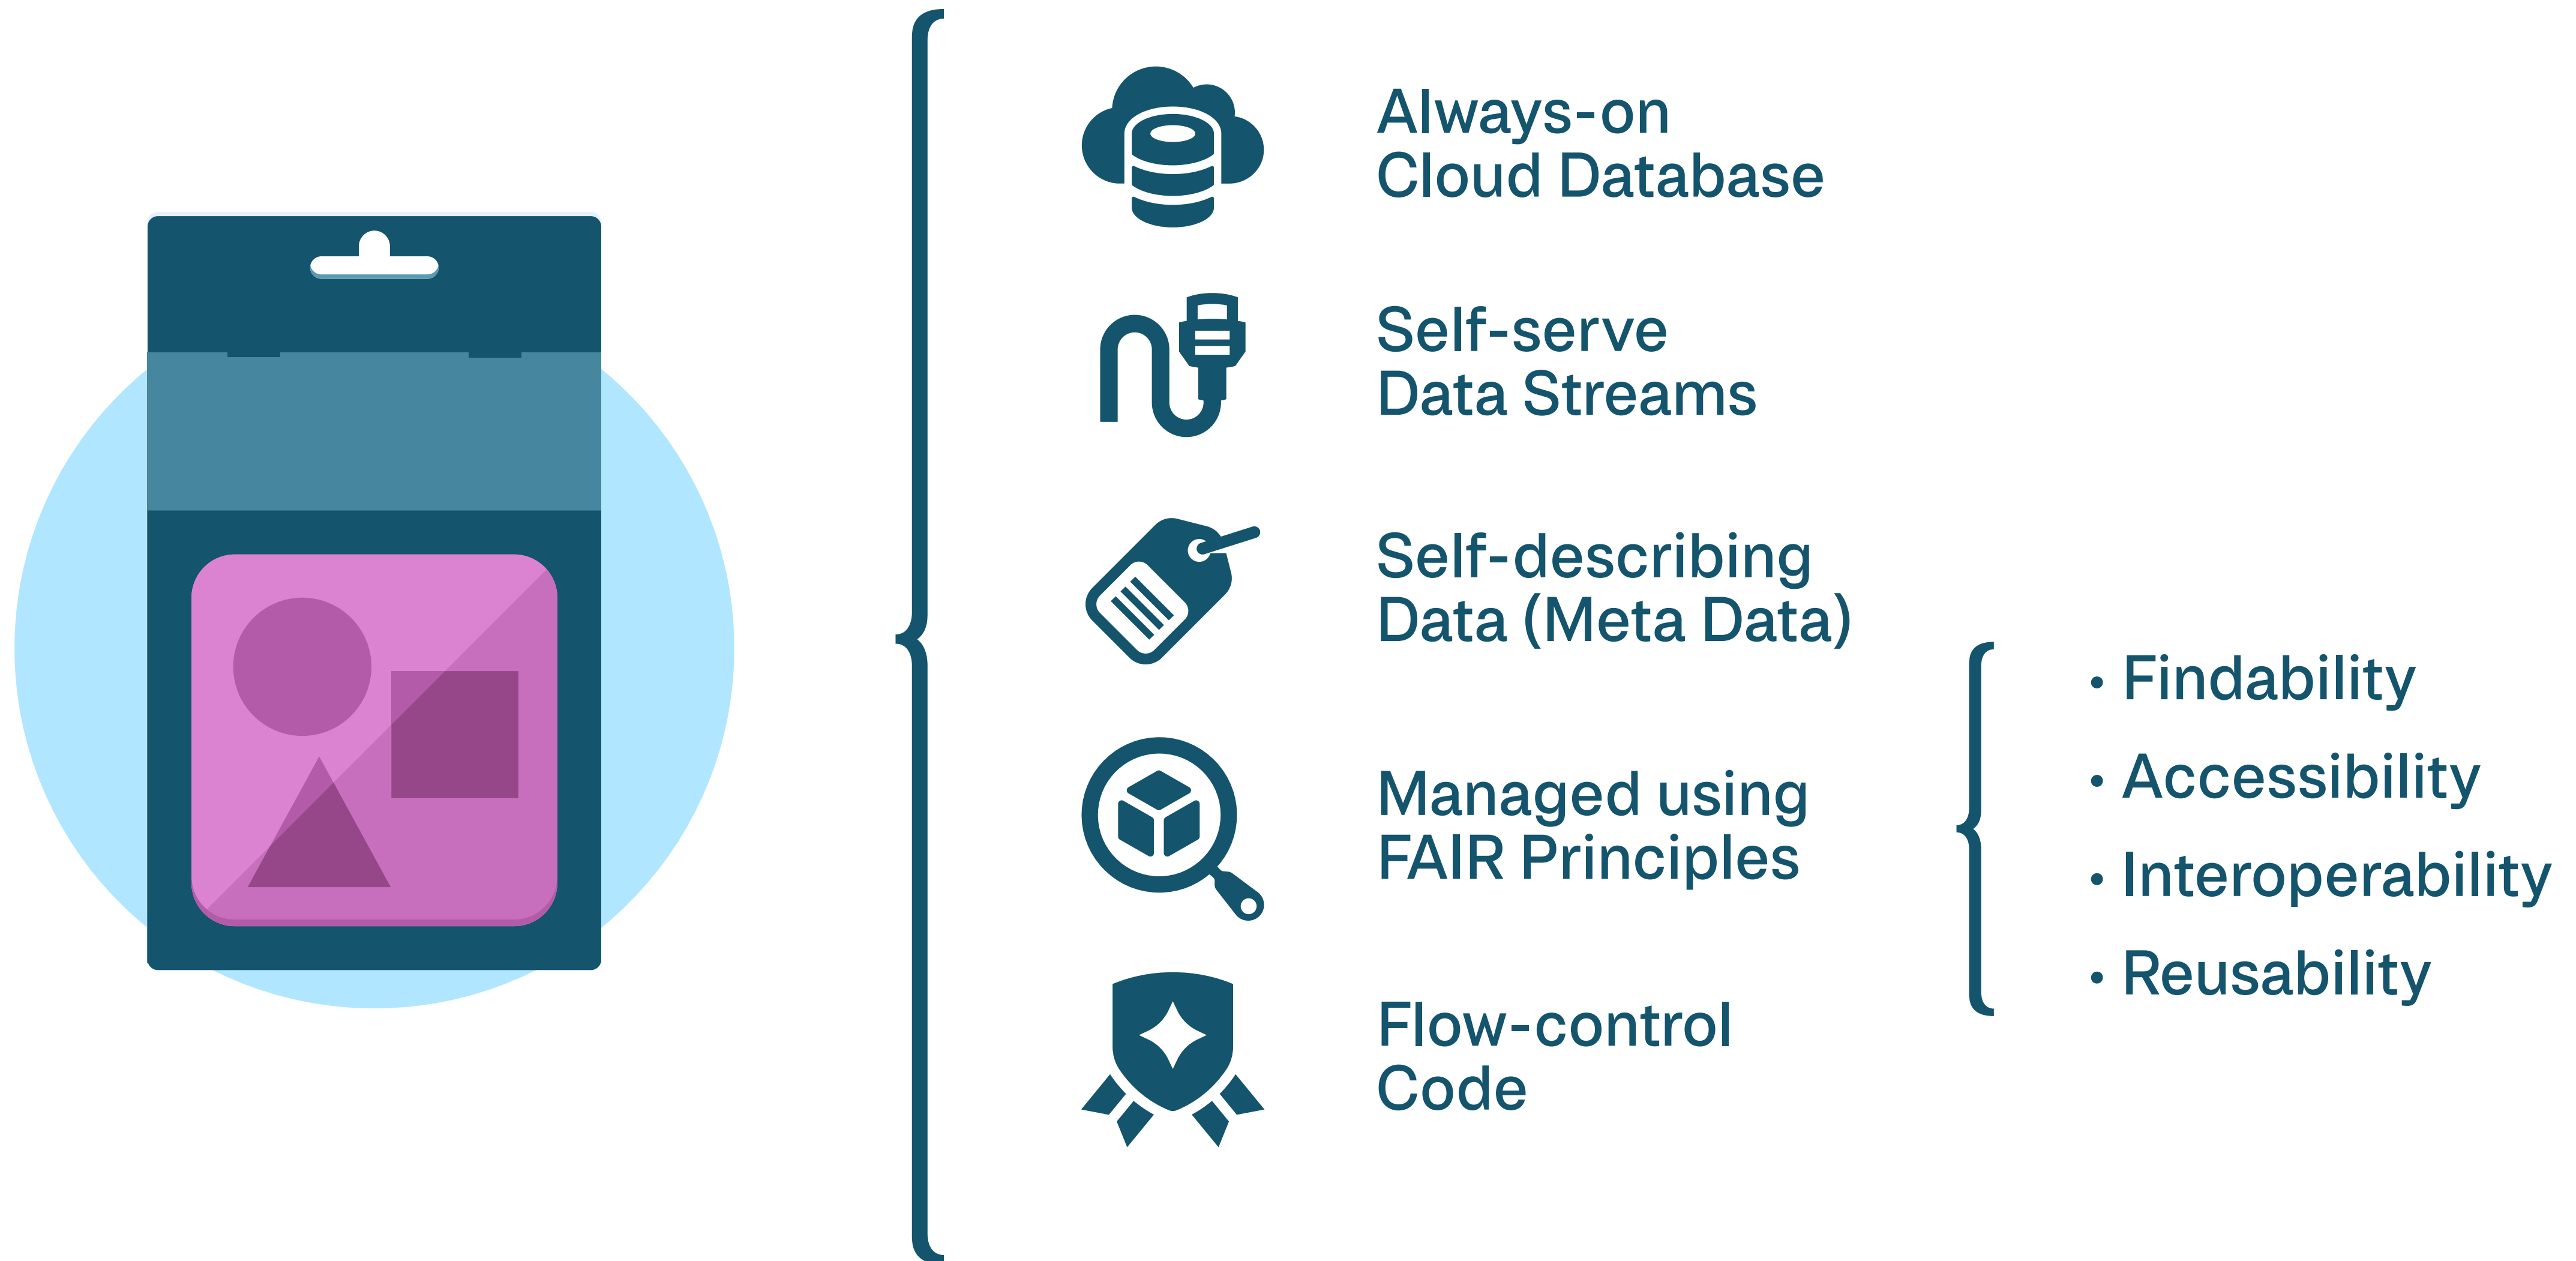 Always-on
Cloud Database
Self-serve
Data Streams
Self-describing
Data (Meta Data)
Managed using
FAIR Principles
• Findability
• Accessibility
• Interoperability
• Reusability
Flow-control
Code